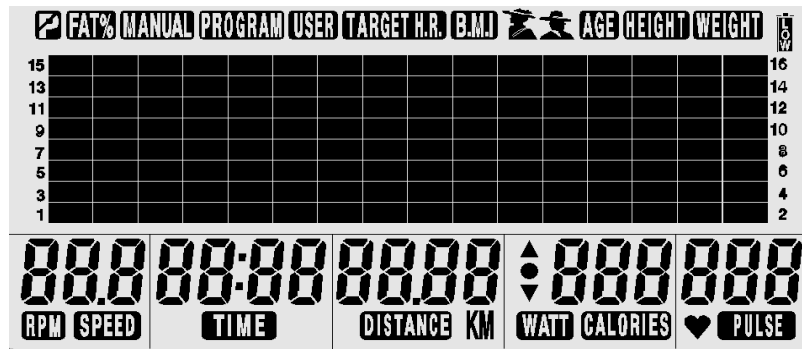 P FAT% MANUAL PROGRAM USER TARGET H.R. B.M.I AGE HEIGHT WEIGHT LOW
15 16
13 14
11 12
9 10
7 8
5 6
3 4
1 2
88.8 88:88 88.88 888 888
RPM SPEED TIME DISTANCE KM WATT CALORIES PULSE